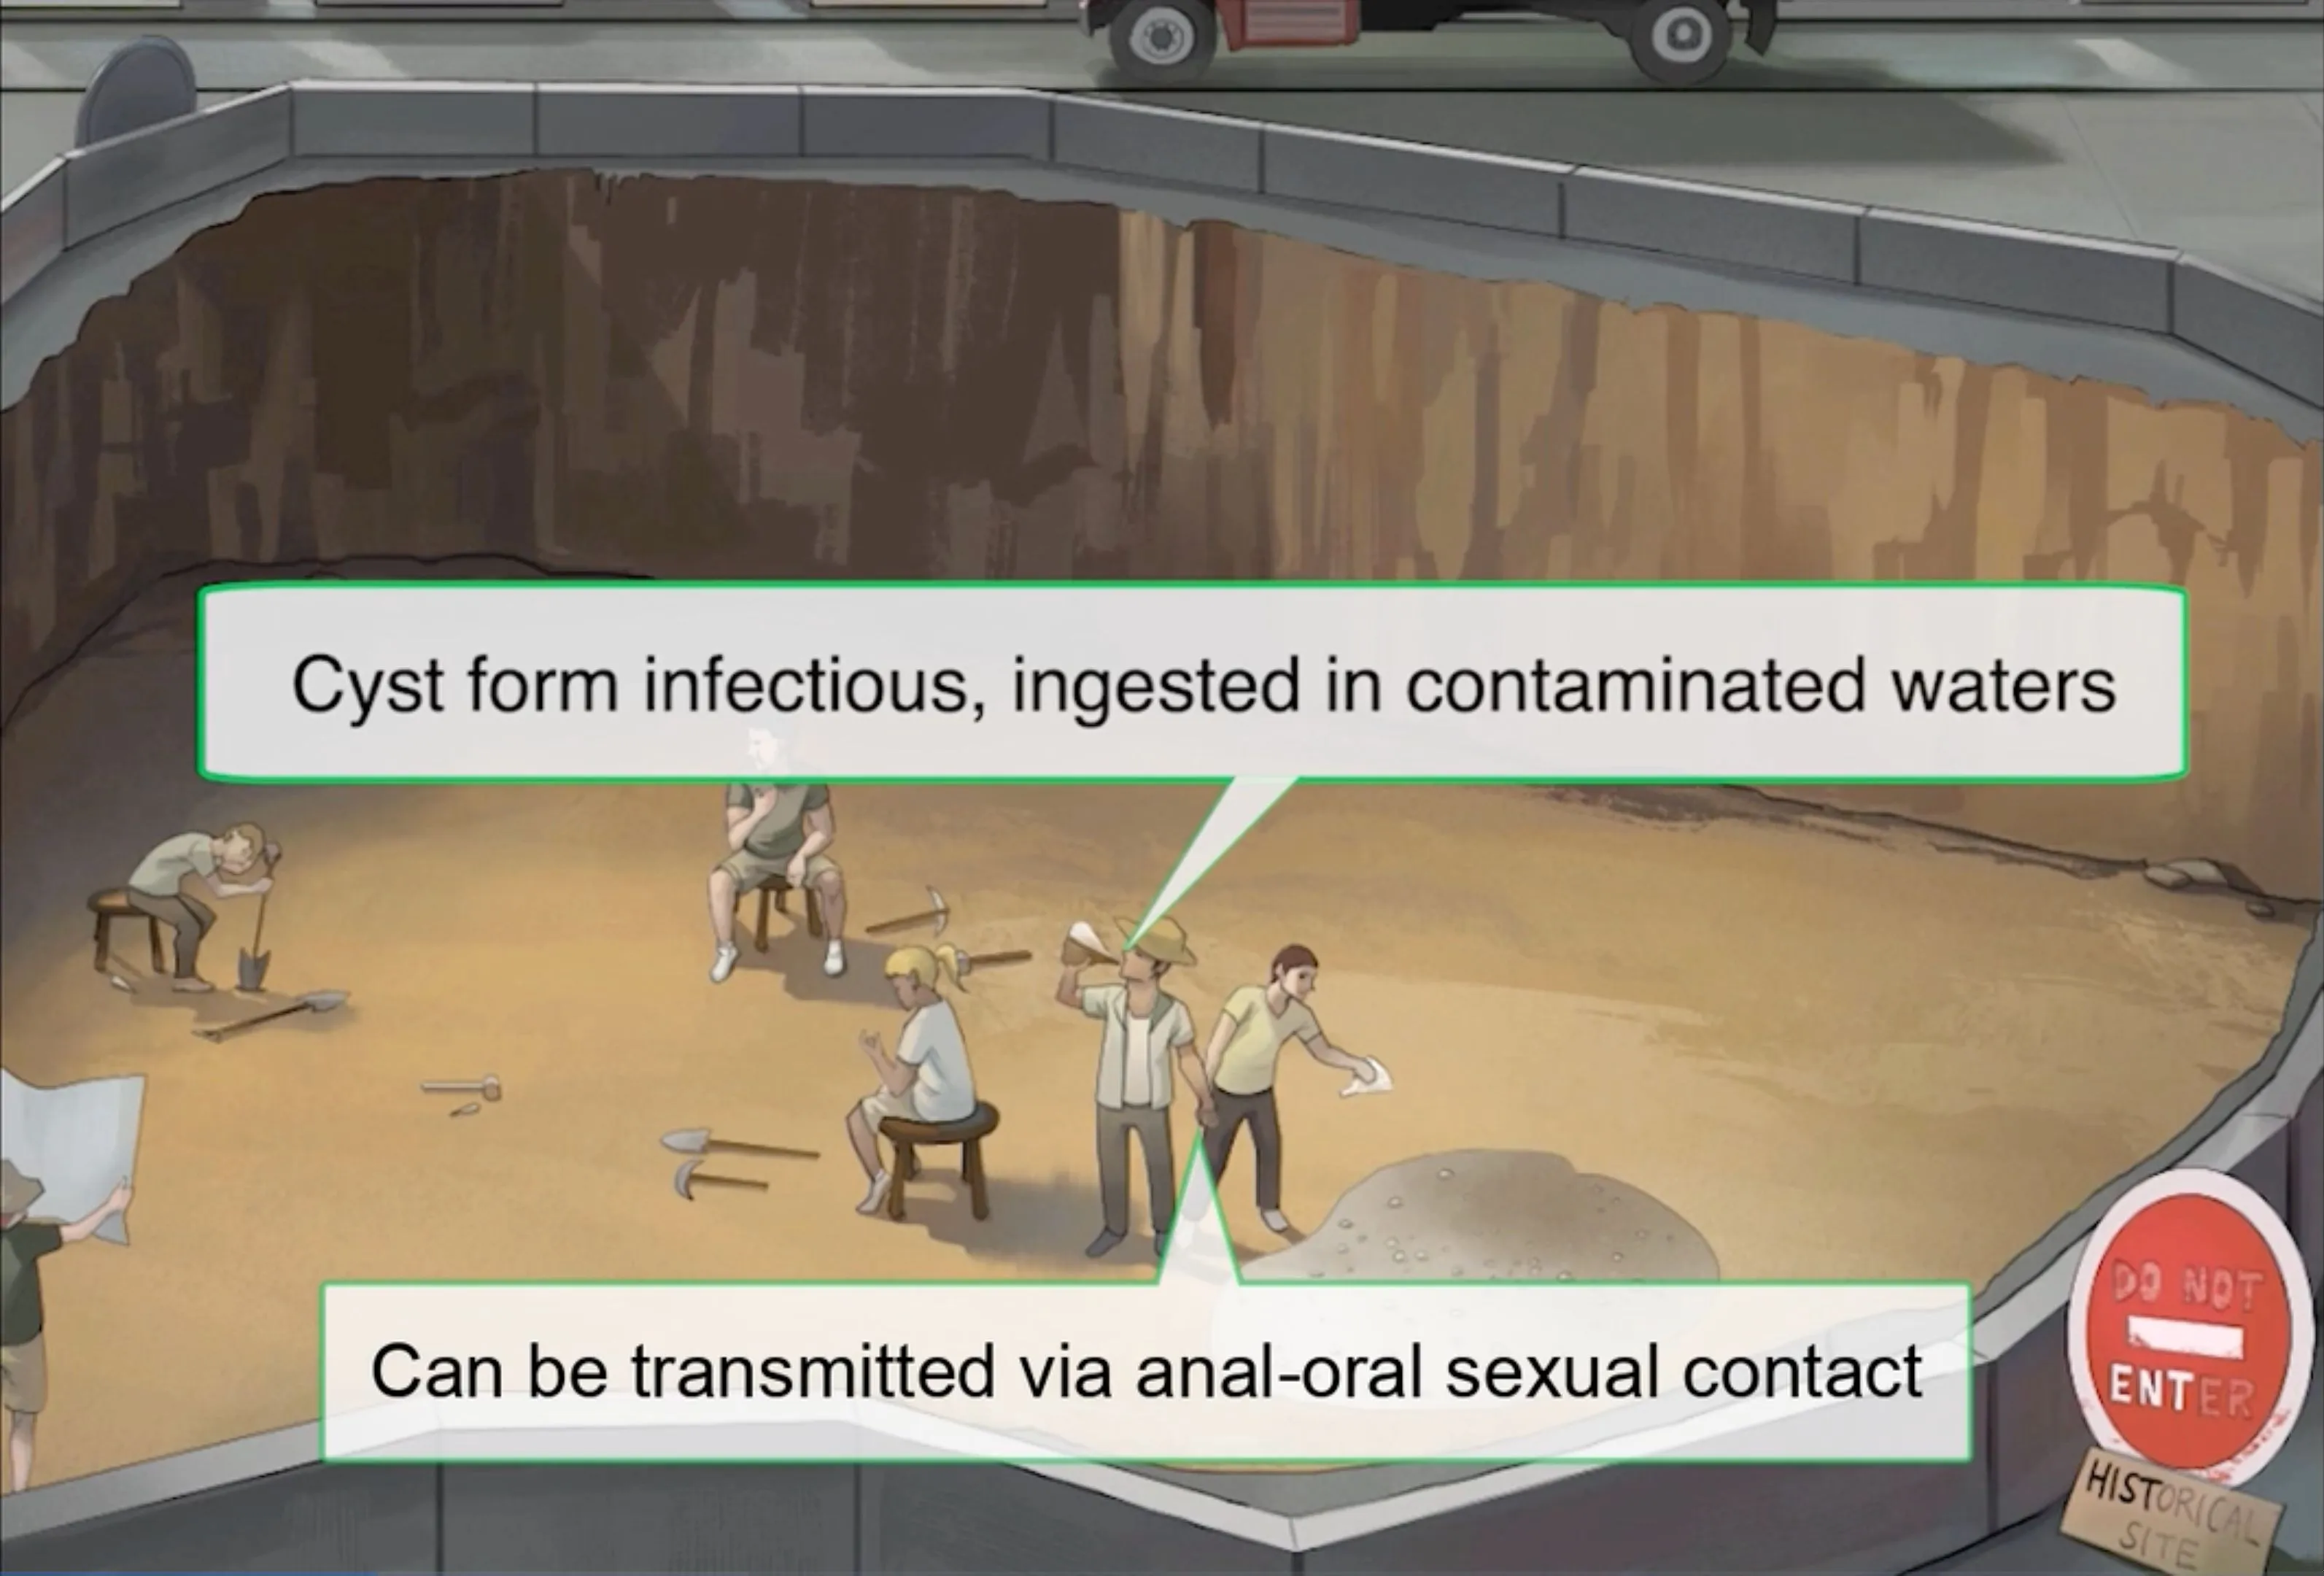 Cyst form infectious, ingested in contaminated waters
Can be transmitted via anal-oral sexual contact
DO NOT
ENTER
HISTORICAL
SITE